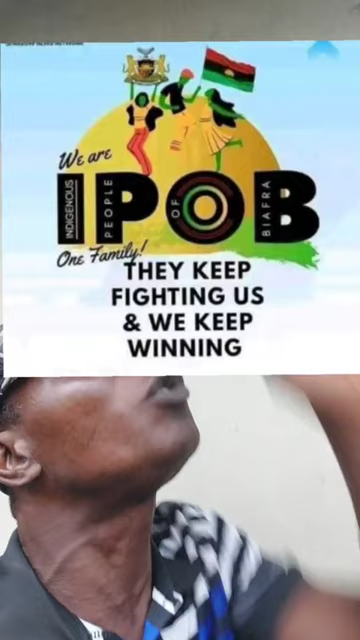 We are
IPOB
INDIGENOUS
PEOPLE
OF
BIAFRA
One Family!
THEY KEEP
FIGHTING US
& WE KEEP
WINNING